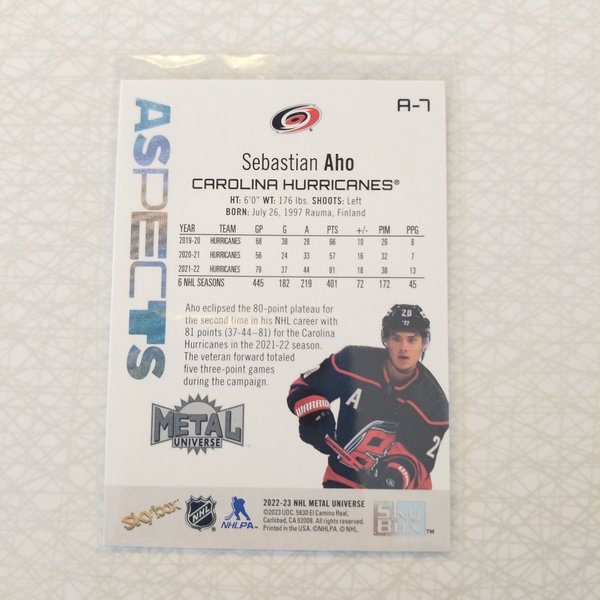 A-7
ASPECTS
Sebastian Aho
CAROLINA HURRICANES®
HT: 6'0" WT: 176 lbs. SHOOTS: Left
BORN: July 26, 1997 Rauma, Finland
YEAR TEAM GP G A PTS +/- PIM PPG
2019-20 HURRICANES 68 38 28 66 10 26 8
2020-21 HURRICANES 56 24 33 57 16 32 7
2021-22 HURRICANES 79 37 44 81 18 38 13
6 NHL SEASONS 445 182 219 401 72 172 45
Aho eclipsed the 80-point plateau for
the second time in his NHL career with
81 points (37-44—81) for the Carolina
Hurricanes in the 2021-22 season.
The veteran forward totaled
five three-point games
during the campaign.
20
A
WARRIOR
20
METAL
UNIVERSE
skybox
NHL
NHLPA
2022-23 NHL METAL UNIVERSE
©2023 UDC. 5830 El Camino Real,
Carlsbad, CA 92008. All rights reserved.
Printed in the USA. ©NHLPA. © NHL.
SKY
BOX